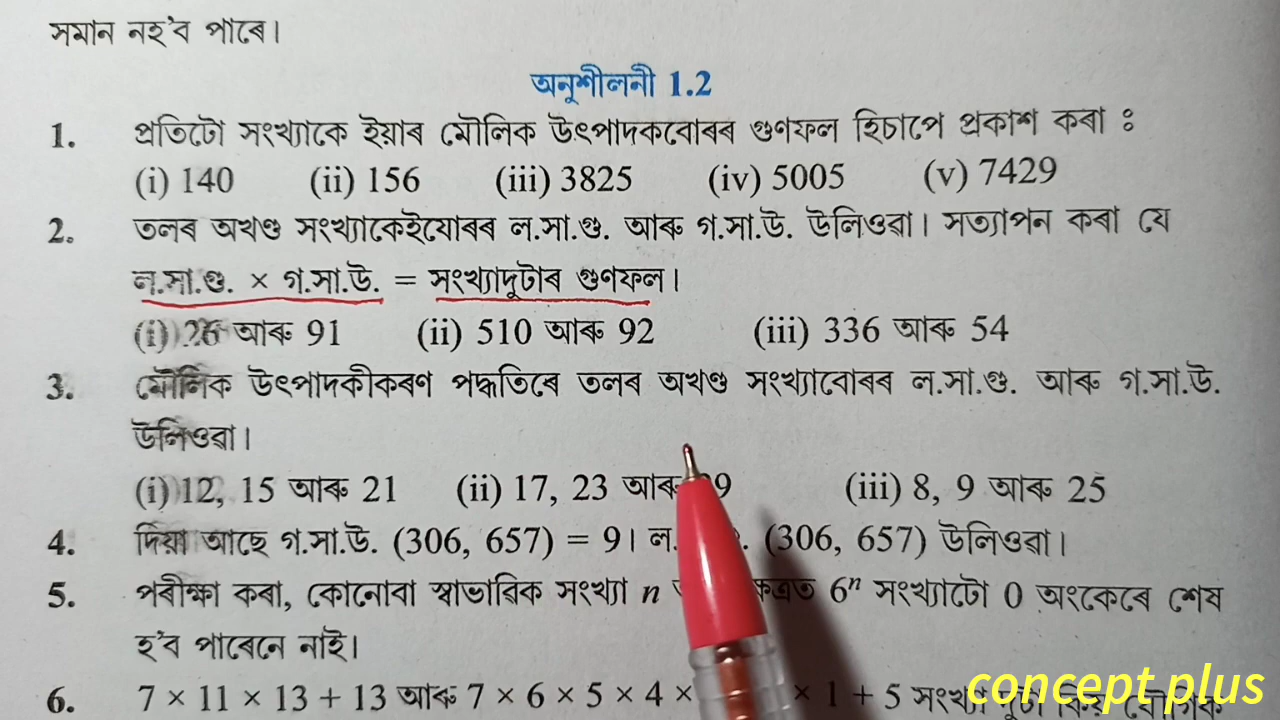 সমান নহ'ব পাৰে।
অনুশীলনী 1.2
1. প্ৰতিটো সংখ্যাকে ইয়াৰ মৌলিক উৎপাদকবোৰৰ গুণফল হিচাপে প্ৰকাশ কৰা ঃ
(i) 140 (ii) 156 (iii) 3825 (iv) 5005 (v) 7429
2. তলৰ অখণ্ড সংখ্যাকেইযোৰৰ ল.সা.গু. আৰু গ.সা.উ. উলিওৱা। সত্যাপন কৰা যে
ল.সা.গু. × গ.সা.উ. = সংখ্যাদুটাৰ গুণফল।
(i) 26 আৰু 91 (ii) 510 আৰু 92 (iii) 336 আৰু 54
3. মৌলিক উৎপাদকীকৰণ পদ্ধতিৰে তলৰ অখণ্ড সংখ্যাবোৰৰ ল.সা.গু. আৰু গ.সা.উ.
উলিওৱা।
(i) 12, 15 আৰু 21 (ii) 17, 23 আৰু (iii) 8, 9 আৰু 25
4. দিয়া আছে গ.সা.উ. (306, 657) = 9। (306, 657) উলিওৱা।
5. পৰীক্ষা কৰা, কোনোবা স্বাভাৱিক সংখ্যা n 6ⁿ সংখ্যাটো 0 অংকেৰে শেষ
হ'ব পাৰেনে নাই।
6. 7 × 11 × 13 + 13 আৰু 7 × 6 × 5 × 4 × × 1 + 5
concept plus